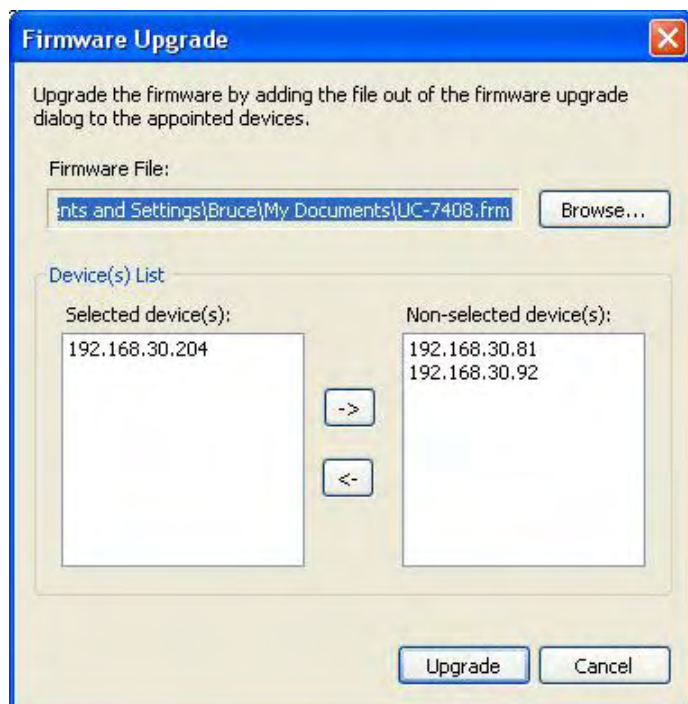 Firmware Upgrade
Upgrade the firmware by adding the file out of the firmware upgrade
dialog to the appointed devices.
Firmware File:
ents and Settings\Bruce\My Documents\UC-7408.frm
Browse...
Device(s) List
Selected device(s):
192.168.30.204
->
<-
Non-selected device(s):
192.168.30.81
192.168.30.92
Upgrade
Cancel